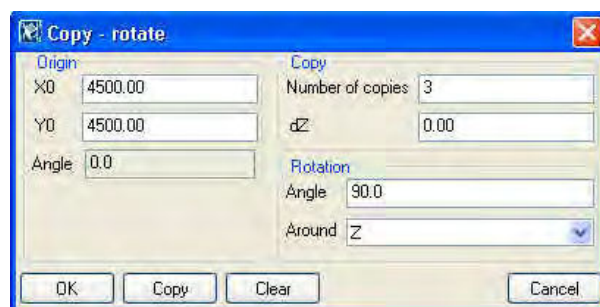 Copy - rotate
Origin
X0 4500.00
Y0 4500.00
Angle 0.0
Copy
Number of copies 3
dZ 0.00
Rotation
Angle 90.0
Around Z
OK Copy Clear Cancel